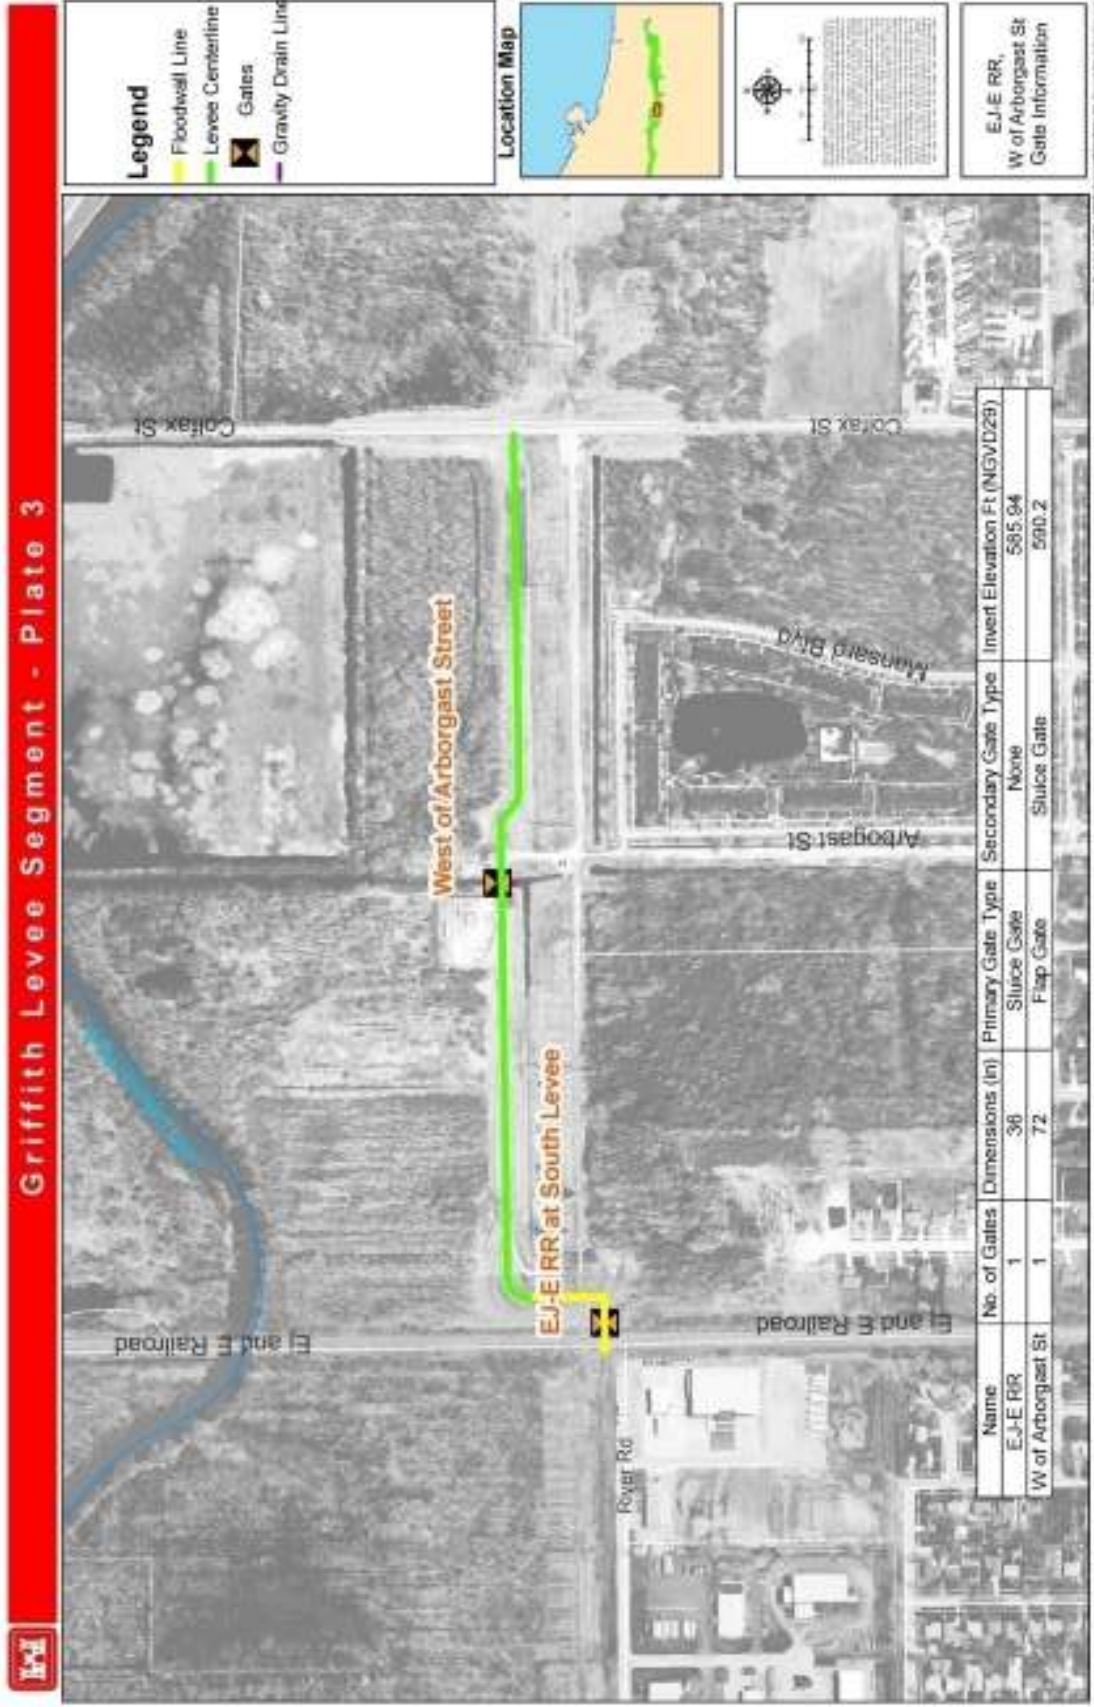 Griffith Levee Segment - Plate 3
Legend
Floodwall Line
Levee Centerline
Gates
Gravity Drain Line
Location Map
EJ-E RR,
W of Arborgast St
Gate Information
Colfax St
Colfax St
West of Arborgast Street
Mansard Blvd
Arbogast St
EJ-E RR at South Levee
EJ and E Railroad
EJ and E Railroad
River Rd
Name No. of Gates Dimensions (in) Primary Gate Type Secondary Gate Type Invert Elevation Ft (NGVD29)
EJ-E RR 1 36 Sluice Gate None 585.94
W of Arborgast St 1 72 Flap Gate Sluice Gate 590.2